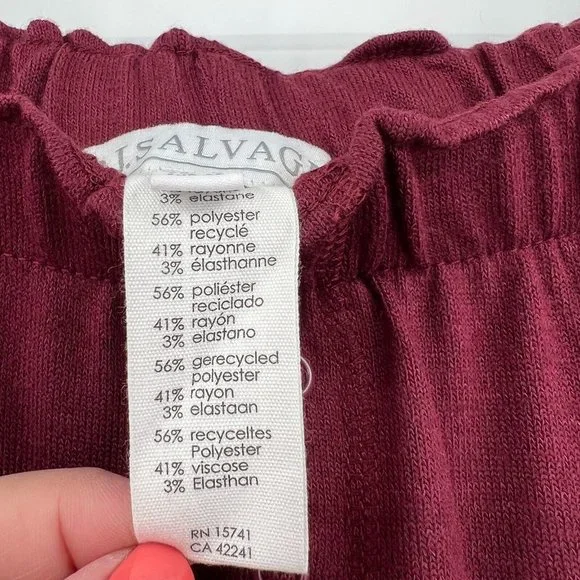 SALVAG
3% elastane
56% polyester
recyclé
41% rayonne
3% élasthanne
56% poliéster
reciclado
41% rayón
3% elastano
56% gerecycled
polyester
41% rayon
3% elastaan
56% recyceltes
Polyester
41% viscose
3% Elasthan
RN 15741
CA 42241